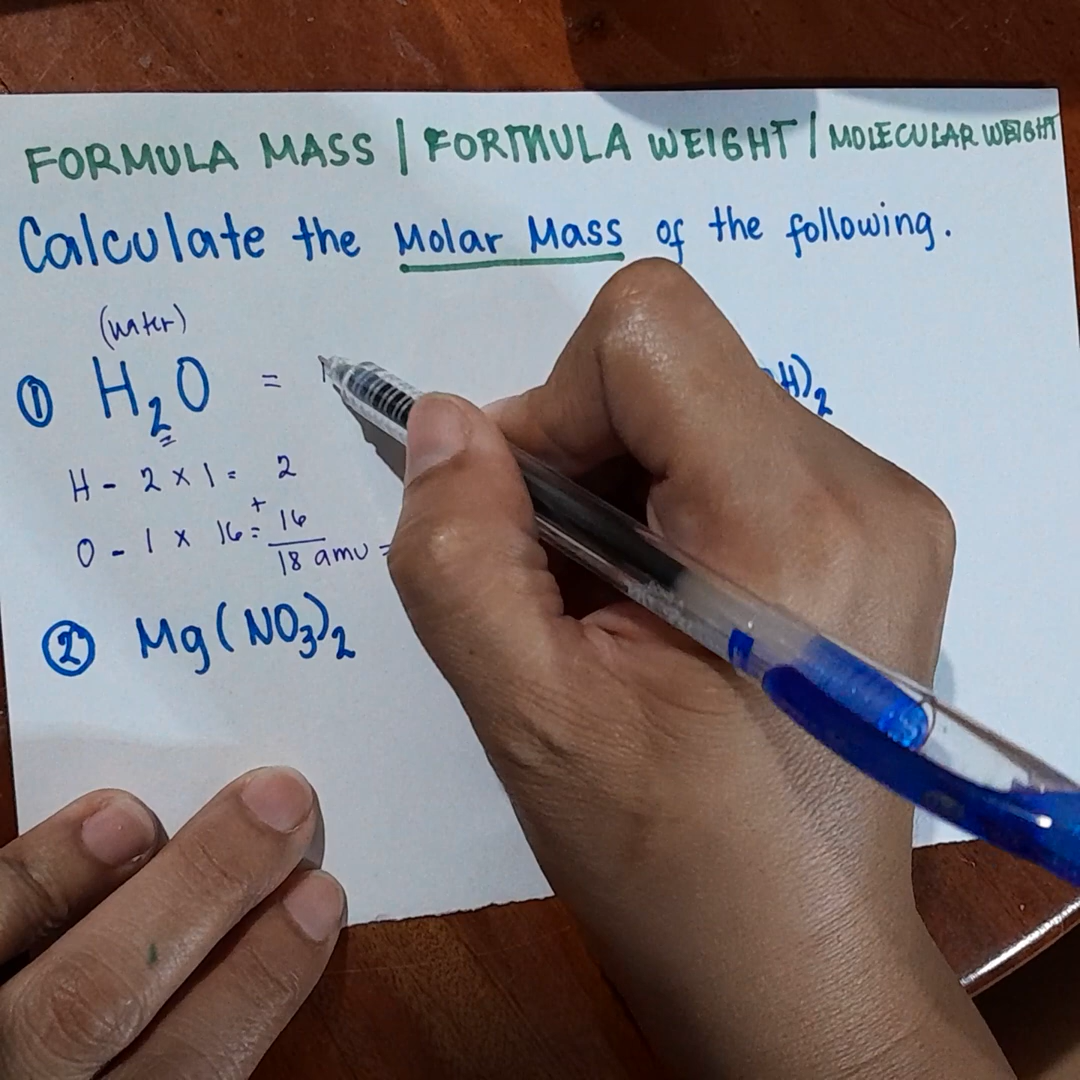 FORMULA MASS | FORMULA WEIGHT | MOLECULAR WEIGHT
Calculate the Molar Mass of the following.
(water)
① H₂O =
H)₂
H - 2 x 1 = 2
+
O - 1 x 16 = 16
18 amu =
② Mg(NO₃)₂